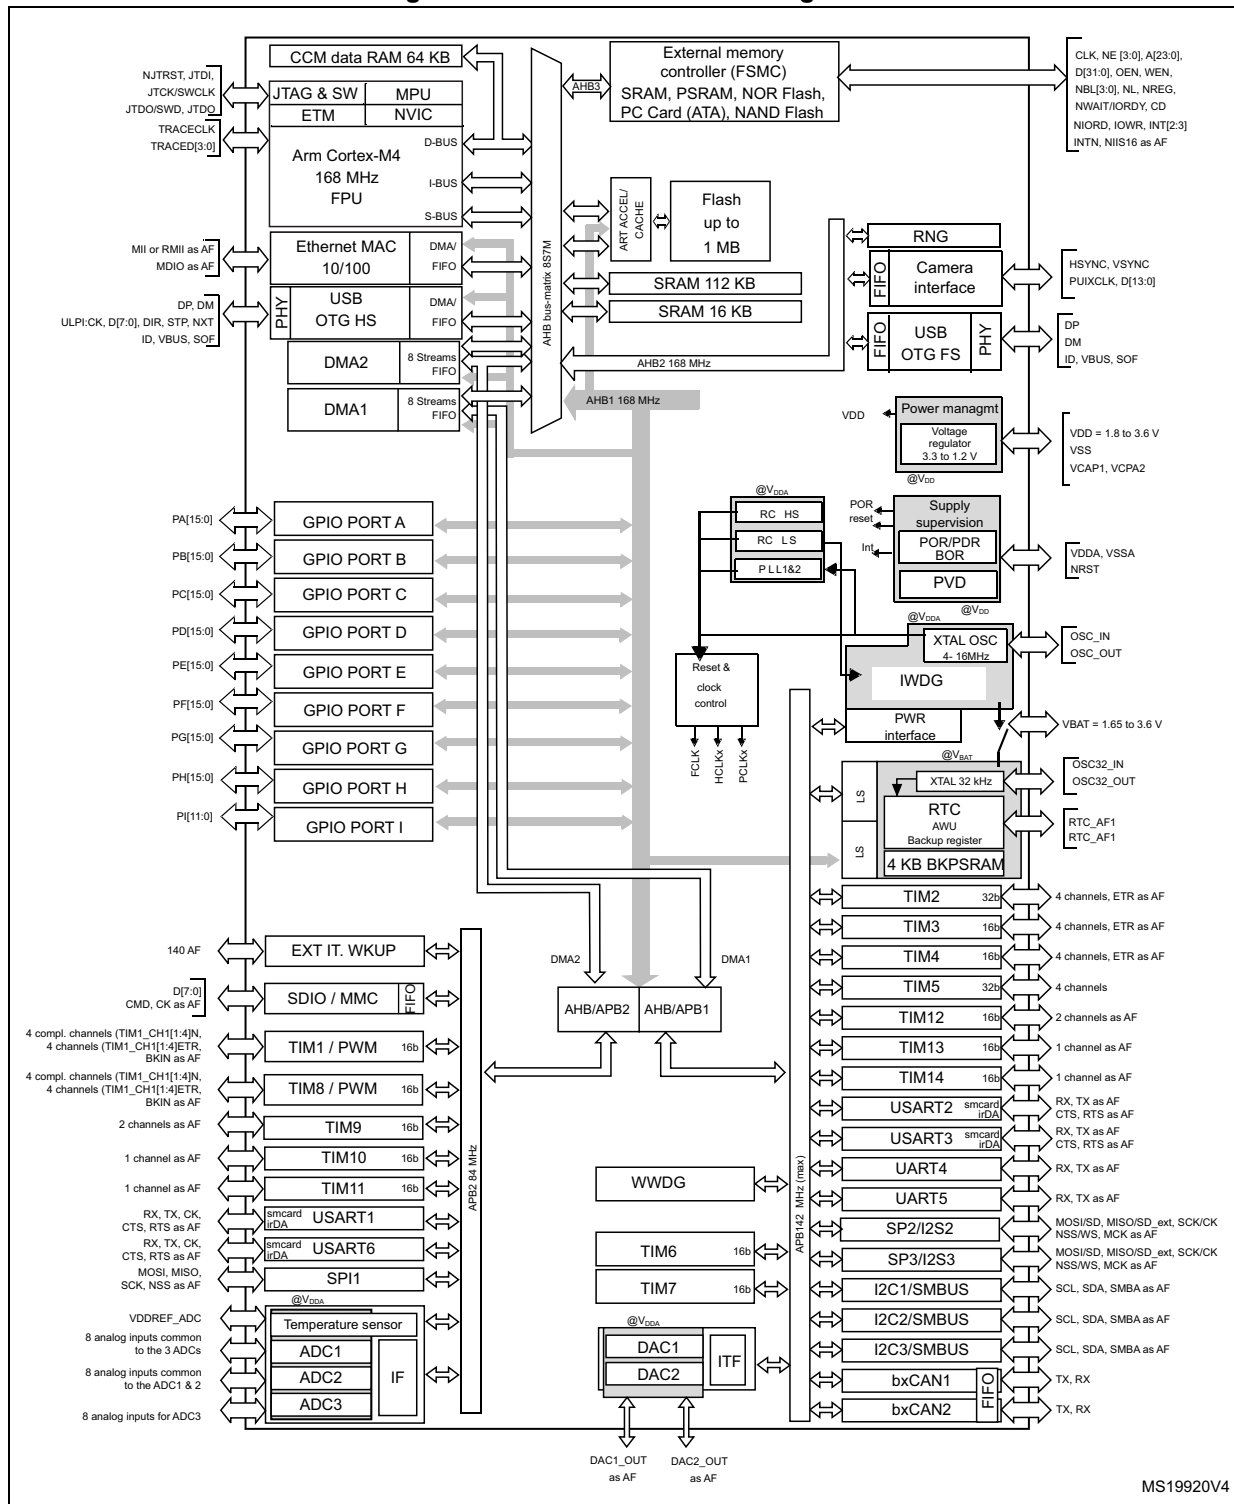 CCM data RAM 64 KB
External memory
controller (FSMC)
SRAM, PSRAM, NOR Flash,
PC Card (ATA), NAND Flash
AHB3
CLK, NE [3:0], A[23:0],
D[31:0], OEN, WEN,
NBL[3:0], NL, NREG,
NWAIT/IORDY, CD
NIORD, IOWR, INT[2:3]
INTN, NIIS16 as AF
NJTRST, JTDI,
JTCK/SWCLK
JTDO/SWD, JTDO
TRACECLK
TRACED[3:0]
JTAG & SW
MPU
ETM
NVIC
Arm Cortex-M4
168 MHz
FPU
D-BUS
I-BUS
S-BUS
AHB bus-matrix 8S7M
ART ACCEL/
CACHE
Flash
up to
1 MB
SRAM 112 KB
SRAM 16 KB
AHB2 168 MHz
AHB1 168 MHz
MII or RMII as AF
MDIO as AF
Ethernet MAC
10/100
DMA/
FIFO
DP, DM
ULPI:CK, D[7:0], DIR, STP, NXT
ID, VBUS, SOF
PHY
USB
OTG HS
DMA/
FIFO
DMA2
8 Streams
FIFO
DMA1
8 Streams
FIFO
RNG
FIFO
Camera
interface
HSYNC, VSYNC
PUIXCLK, D[13:0]
FIFO
USB
OTG FS
PHY
DP
DM
ID, VBUS, SOF
VDD
Power managmt
Voltage
regulator
3.3 to 1.2 V
@VDD
VDD = 1.8 to 3.6 V
VSS
VCAP1, VCPA2
@VDDA
RC HS
RC LS
PLL1&2
POR
reset
Int
Supply
supervision
POR/PDR
BOR
PVD
@VDD
VDDA, VSSA
NRST
@VDDA
XTAL OSC
4- 16MHz
IWDG
OSC_IN
OSC_OUT
PWR
interface
VBAT = 1.65 to 3.6 V
@VBAT
Reset &
clock
control
FCLK
HCLKx
PCLKx
LS
LS
XTAL 32 kHz
RTC
AWU
Backup register
4 KB BKPSRAM
OSC32_IN
OSC32_OUT
RTC_AF1
RTC_AF1
PA[15:0]
GPIO PORT A
PB[15:0]
GPIO PORT B
PC[15:0]
GPIO PORT C
PD[15:0]
GPIO PORT D
PE[15:0]
GPIO PORT E
PF[15:0]
GPIO PORT F
PG[15:0]
GPIO PORT G
PH[15:0]
GPIO PORT H
PI[11:0]
GPIO PORT I
DMA2
DMA1
AHB/APB2
AHB/APB1
140 AF
EXT IT. WKUP
D[7:0]
CMD, CK as AF
SDIO / MMC
FIFO
4 compl. channels (TIM1_CH1[1:4]N,
4 channels (TIM1_CH1[1:4]ETR,
BKIN as AF
TIM1 / PWM
16b
4 compl. channels (TIM1_CH1[1:4]N,
4 channels (TIM1_CH1[1:4]ETR,
BKIN as AF
TIM8 / PWM
16b
2 channels as AF
TIM9
16b
1 channel as AF
TIM10
16b
1 channel as AF
TIM11
16b
RX, TX, CK,
CTS, RTS as AF
smcard
irDA
USART1
RX, TX, CK,
CTS, RTS as AF
smcard
irDA
USART6
MOSI, MISO,
SCK, NSS as AF
SPI1
APB2 84 MHz
@VDDA
VDDREF_ADC
Temperature sensor
8 analog inputs common
to the 3 ADCs
ADC1
8 analog inputs common
to the ADC1 & 2
ADC2
8 analog inputs for ADC3
ADC3
IF
WWDG
TIM6
16b
TIM7
16b
@VDDA
DAC1
DAC2
ITF
DAC1_OUT
as AF
DAC2_OUT
as AF
APB142 MHz (max)
TIM2
32b
4 channels, ETR as AF
TIM3
16b
4 channels, ETR as AF
TIM4
16b
4 channels, ETR as AF
TIM5
32b
4 channels
TIM12
16b
2 channels as AF
TIM13
16b
1 channel as AF
TIM14
16b
1 channel as AF
USART2
smcard
irDA
RX, TX as AF
CTS, RTS as AF
USART3
smcard
irDA
RX, TX as AF
CTS, RTS as AF
UART4
RX, TX as AF
UART5
RX, TX as AF
SP2/I2S2
MOSI/SD, MISO/SD_ext, SCK/CK
NSS/WS, MCK as AF
SP3/I2S3
MOSI/SD, MISO/SD_ext, SCK/CK
NSS/WS, MCK as AF
I2C1/SMBUS
SCL, SDA, SMBA as AF
I2C2/SMBUS
SCL, SDA, SMBA as AF
I2C3/SMBUS
SCL, SDA, SMBA as AF
bxCAN1
TX, RX
bxCAN2
FIFO
TX, RX
MS19920V4